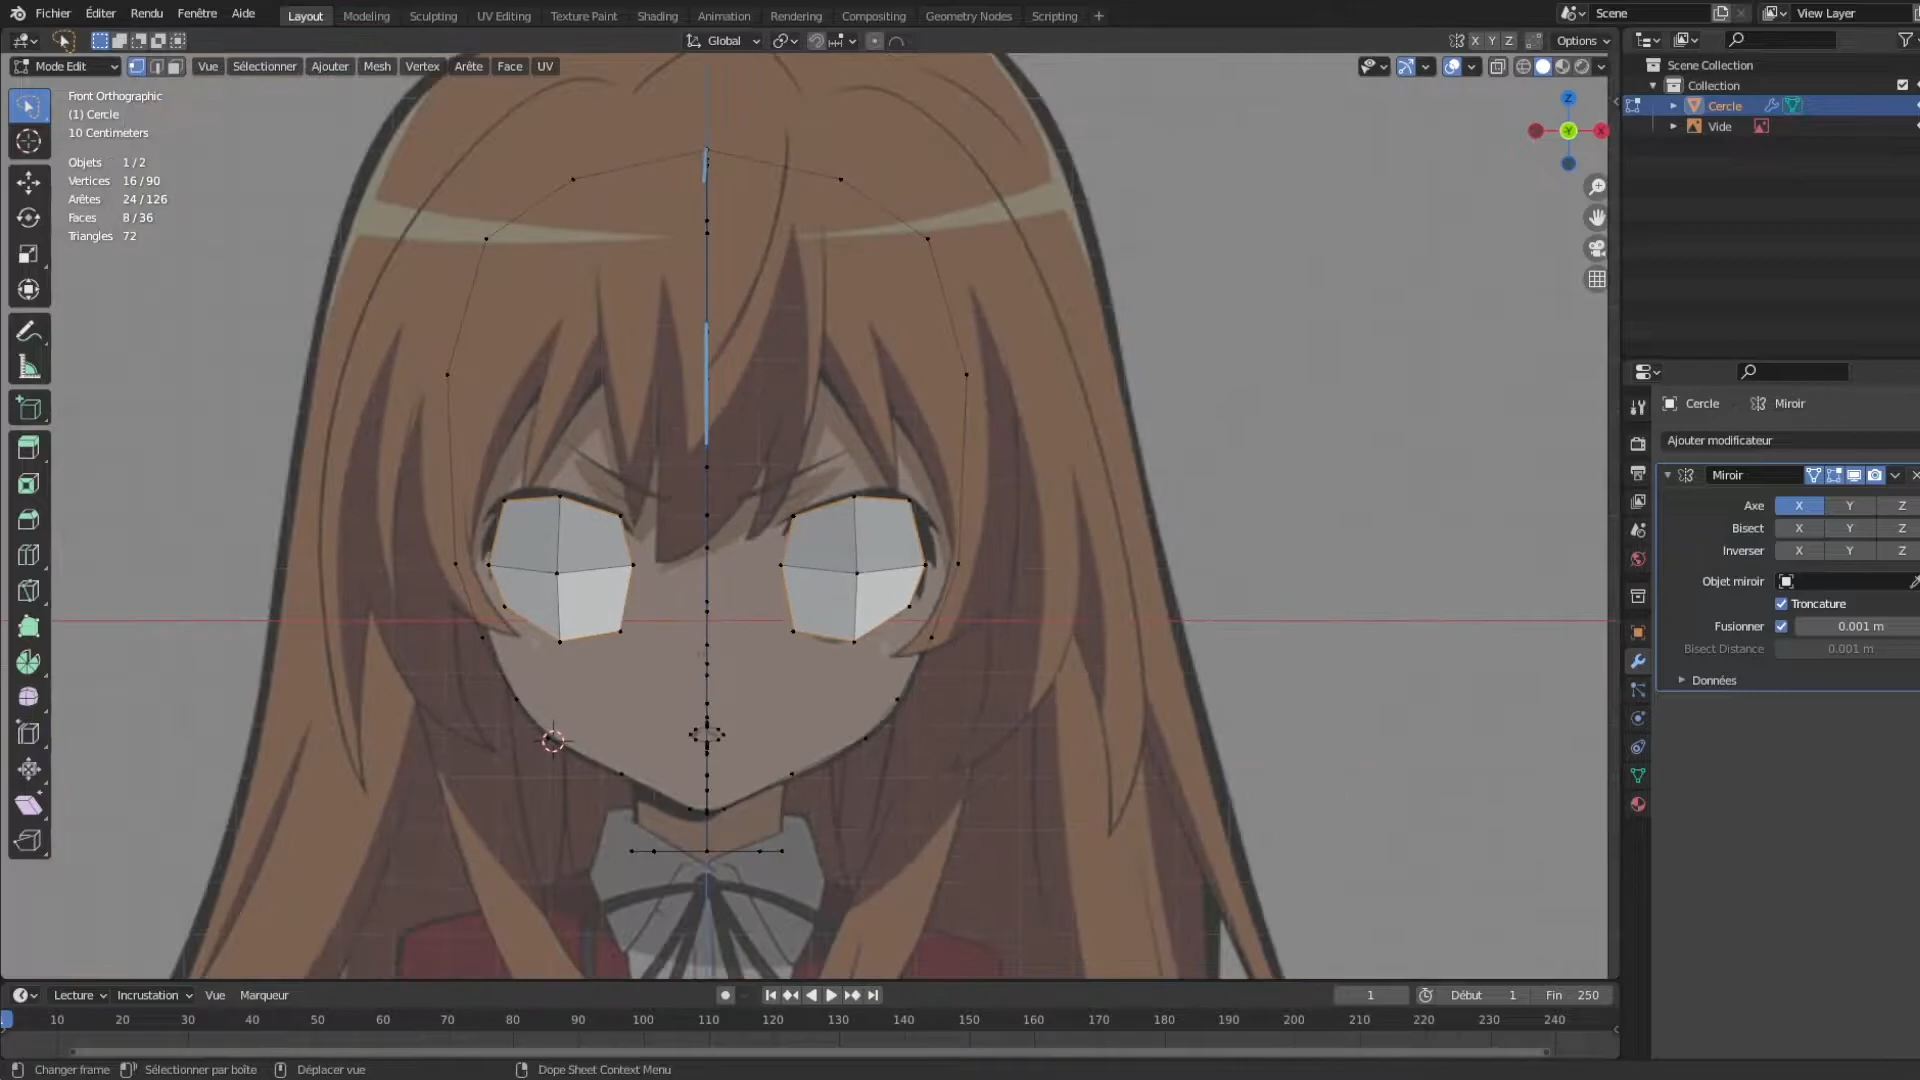 Fichier Éditer Rendu Fenêtre Aide Layout Modeling Sculpting UV Editing Texture Paint Shading Animation Rendering Compositing Geometry Nodes Scripting + Scene View Layer
Global X Y Z Options
Mode Edit Vue Sélectionner Ajouter Mesh Vertex Arête Face UV
Scene Collection
Collection
Cercle
Vide
Front Orthographic
(1) Cercle
10 Centimeters
Objets 1/2
Vertices 16/90
Arêtes 24/126
Faces 8/36
Triangles 72
Z
Y X
Cercle Miroir
Ajouter modificateur
Miroir
Axe X Y Z
Bisect X Y Z
Inverser X Y Z
Objet miroir
Troncature
Fusionner 0.001 m
Bisect Distance 0.001 m
Données
Lecture Incrustation Vue Marqueur 1 Début 1 Fin 250
10 20 30 40 50 60 70 80 90 100 110 120 130 140 150 160 170 180 190 200 210 220 230 240
Changer frame Sélectionner par boîte Déplacer vue Dope Sheet Context Menu